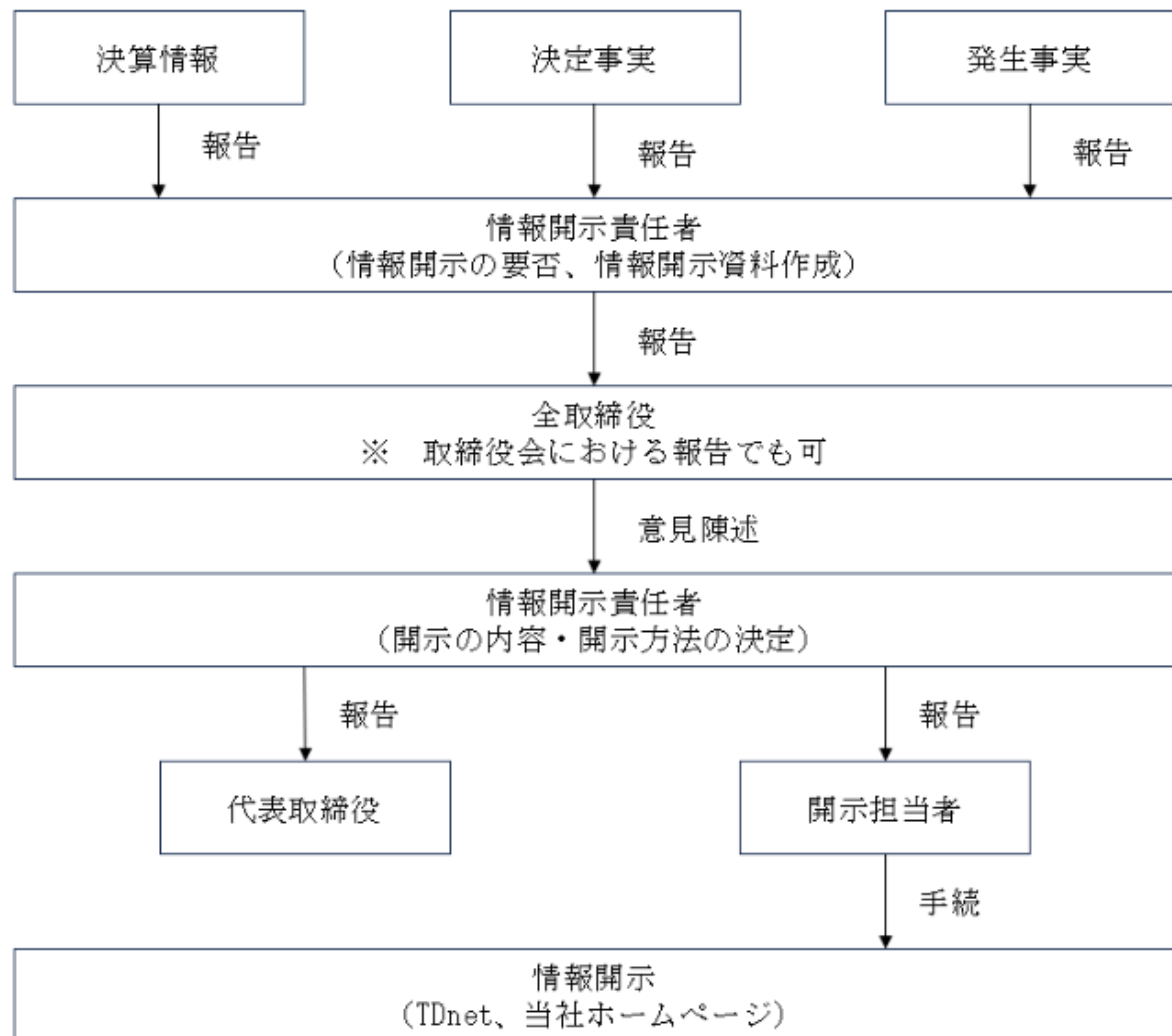 決算情報
決定事実
発生事実
報告
報告
報告
情報開示責任者
（情報開示の要否、情報開示資料作成）
報告
全取締役
※　取締役会における報告でも可
意見陳述
情報開示責任者
（開示の内容・開示方法の決定）
報告
報告
代表取締役
開示担当者
手続
情報開示
（TDnet、当社ホームページ）